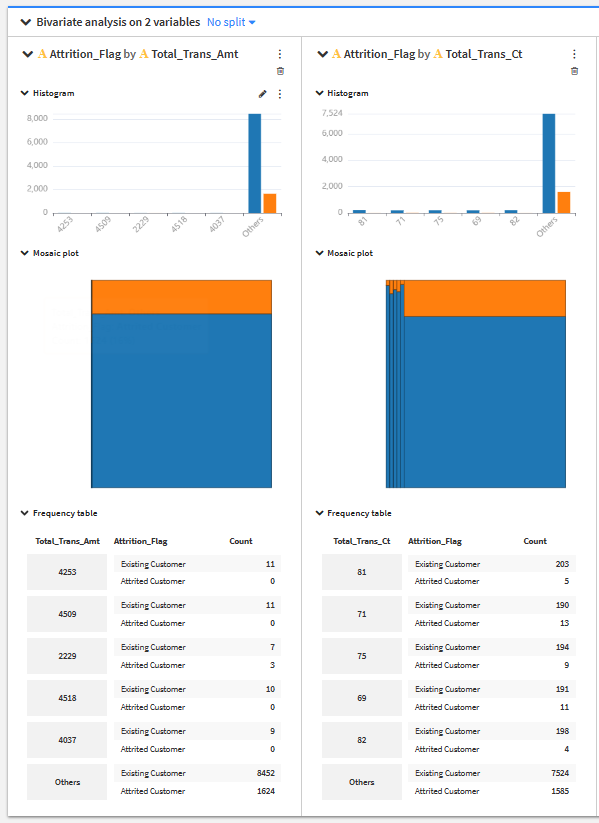 Bivariate analysis on 2 variables No split
A Attrition_Flag by A Total_Trans_Amt
Histogram
8,000
6,000
4,000
2,000
0
4253 4509 2229 4518 4037 Others
Mosaic plot
Frequency table
Total_Trans_Amt Attrition_Flag Count
4253 Existing Customer 11
Attrited Customer 0
4509 Existing Customer 11
Attrited Customer 0
2229 Existing Customer 7
Attrited Customer 3
4518 Existing Customer 10
Attrited Customer 0
4037 Existing Customer 9
Attrited Customer 0
Others Existing Customer 8452
Attrited Customer 1624
A Attrition_Flag by A Total_Trans_Ct
Histogram
7,524
6,000
4,000
2,000
0
81 71 75 69 82 Others
Mosaic plot
Frequency table
Total_Trans_Ct Attrition_Flag Count
81 Existing Customer 203
Attrited Customer 5
71 Existing Customer 190
Attrited Customer 13
75 Existing Customer 194
Attrited Customer 9
69 Existing Customer 191
Attrited Customer 11
82 Existing Customer 198
Attrited Customer 4
Others Existing Customer 7524
Attrited Customer 1585